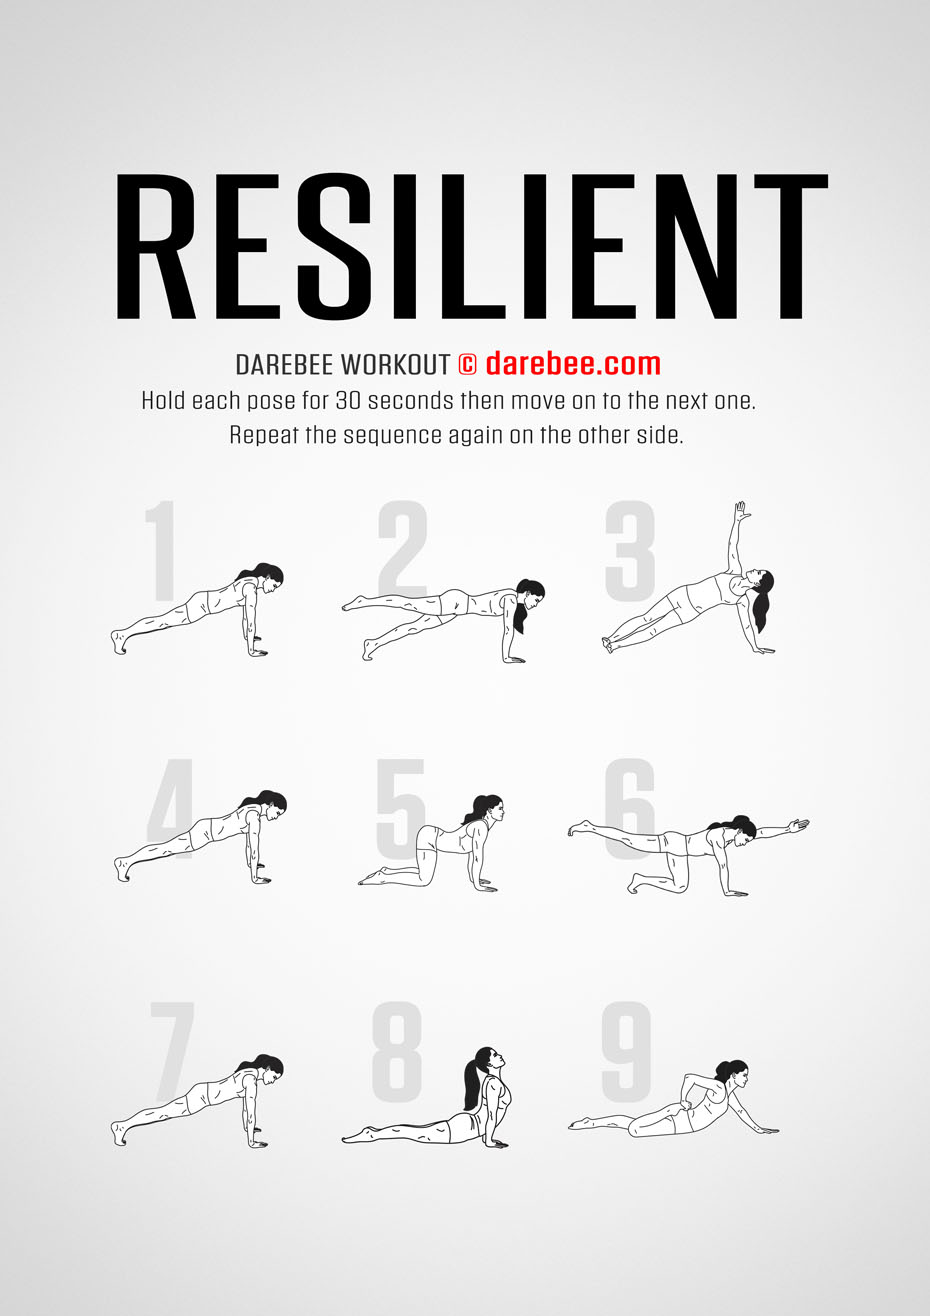 RESILIENT
DAREBEE WORKOUT © darebee.com
Hold each pose for 30 seconds then move on to the next one.
Repeat the sequence again on the other side.
1 2 3
4 5 6
7 8 9